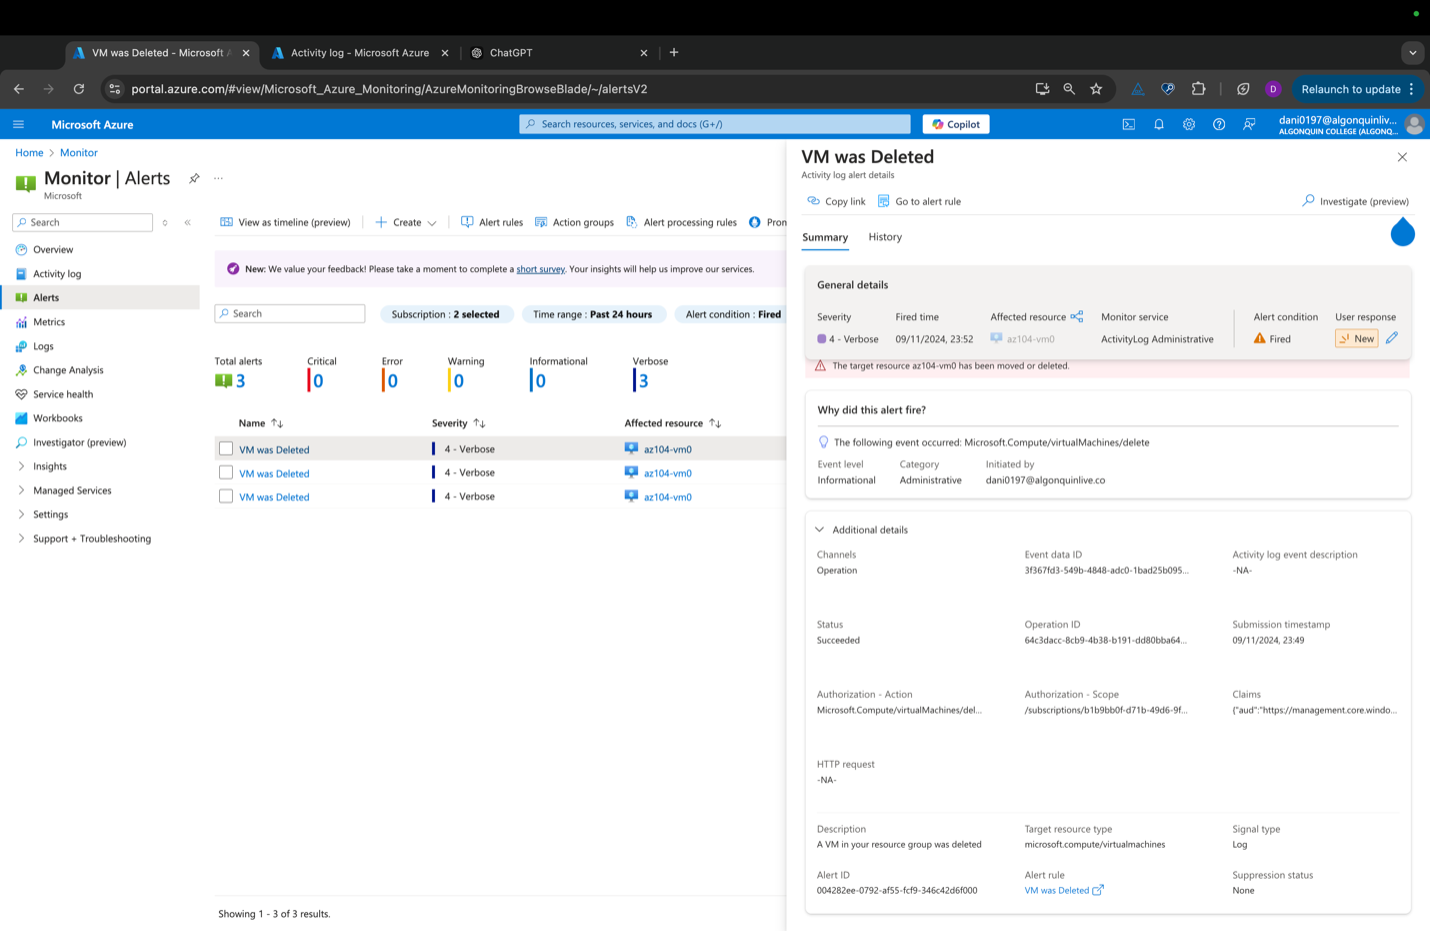 VM was Deleted - Microsoft A
Activity log - Microsoft Azure
ChatGPT
portal.azure.com/#view/Microsoft_Azure_Monitoring/AzureMonitoringBrowseBlade/~/alertsV2
D
Relaunch to update
Microsoft Azure
Search resources, services, and docs (G+/)
Copilot
dani0197@algonquinliv...
ALGONQUIN COLLEGE (ALGONQ...
Home > Monitor
Monitor | Alerts
...
Microsoft
Search
Overview
Activity log
Alerts
Metrics
Logs
Change Analysis
Service health
Workbooks
Investigator (preview)
Insights
Managed Services
Settings
Support + Troubleshooting
View as timeline (preview)
Create
Alert rules
Action groups
Alert processing rules
Pron
New: We value your feedback! Please take a moment to complete a short survey. Your insights will help us improve our services.
Search
Subscription : 2 selected
Time range : Past 24 hours
Alert condition : Fired
Total alerts Critical Error Warning Informational Verbose
3 0 0 0 0 3
Name Severity Affected resource
VM was Deleted 4 - Verbose az104-vm0
VM was Deleted 4 - Verbose az104-vm0
VM was Deleted 4 - Verbose az104-vm0
Showing 1 - 3 of 3 results.
VM was Deleted
Activity log alert details
Copy link
Go to alert rule
Investigate (preview)
Summary History
General details
Severity Fired time Affected resource Monitor service Alert condition User response
4 - Verbose 09/11/2024, 23:52 az104-vm0 ActivityLog Administrative Fired New
The target resource az104-vm0 has been moved or deleted.
Why did this alert fire?
The following event occurred: Microsoft.Compute/virtualMachines/delete
Event level Category Initiated by
Informational Administrative dani0197@algonquinlive.co
Additional details
Channels Event data ID Activity log event description
Operation 3f367fd3-549b-4848-adc0-1bad25b095... -NA-
Status Operation ID Submission timestamp
Succeeded 64c3dacc-8cb9-4b38-b191-dd80bba64... 09/11/2024, 23:49
Authorization - Action Authorization - Scope Claims
Microsoft.Compute/virtualMachines/del... /subscriptions/b1b9bb0f-d71b-49d6-9f... {"aud":"https://management.core.windo...
HTTP request
-NA-
Description Target resource type Signal type
A VM in your resource group was deleted microsoft.compute/virtualmachines Log
Alert ID Alert rule Suppression status
004282ee-0792-af55-fcf9-346c42d6f000 VM was Deleted None